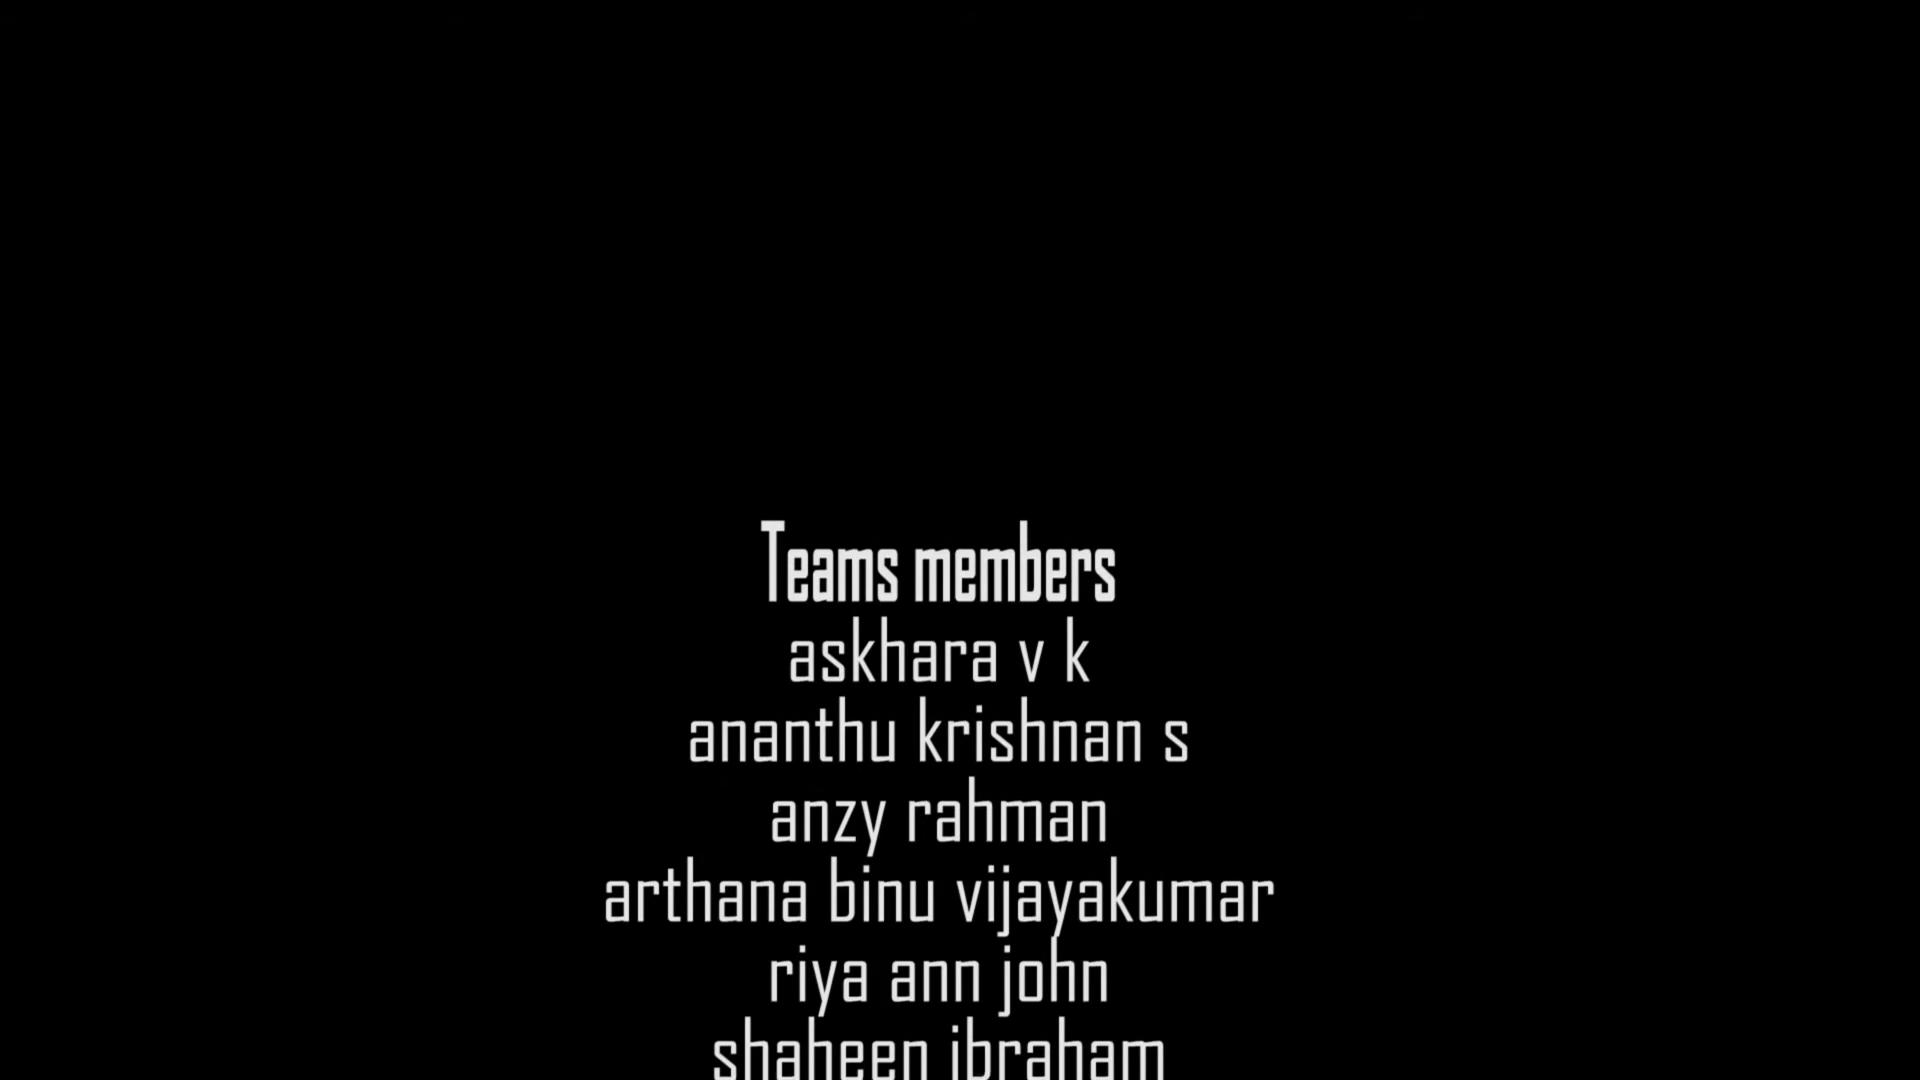 Teams members
askhara v k
ananthu krishnan s
anzy rahman
arthana binu vijayakumar
riya ann john
shaheen ibraham